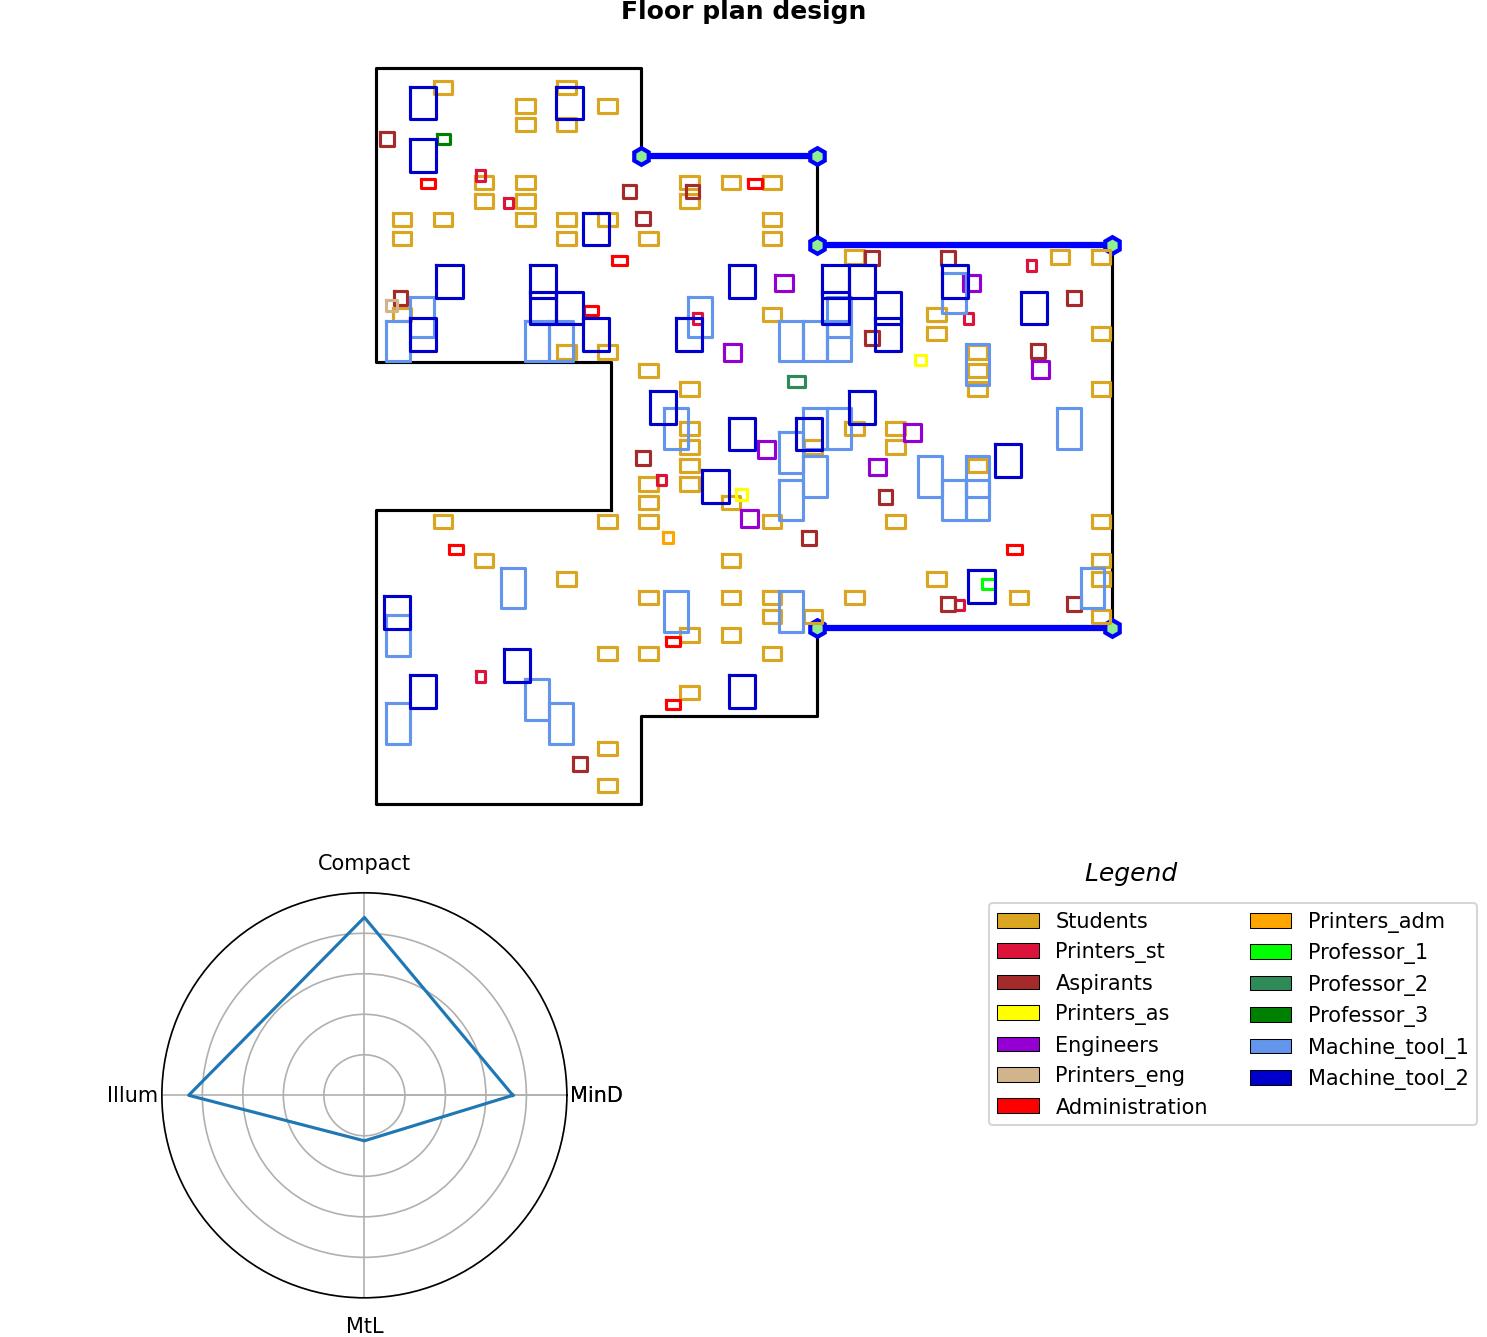 Floor plan design
Compact
Illum
MinD
MtL
Legend
Students
Printers_st
Aspirants
Printers_as
Engineers
Printers_eng
Administration
Printers_adm
Professor_1
Professor_2
Professor_3
Machine_tool_1
Machine_tool_2